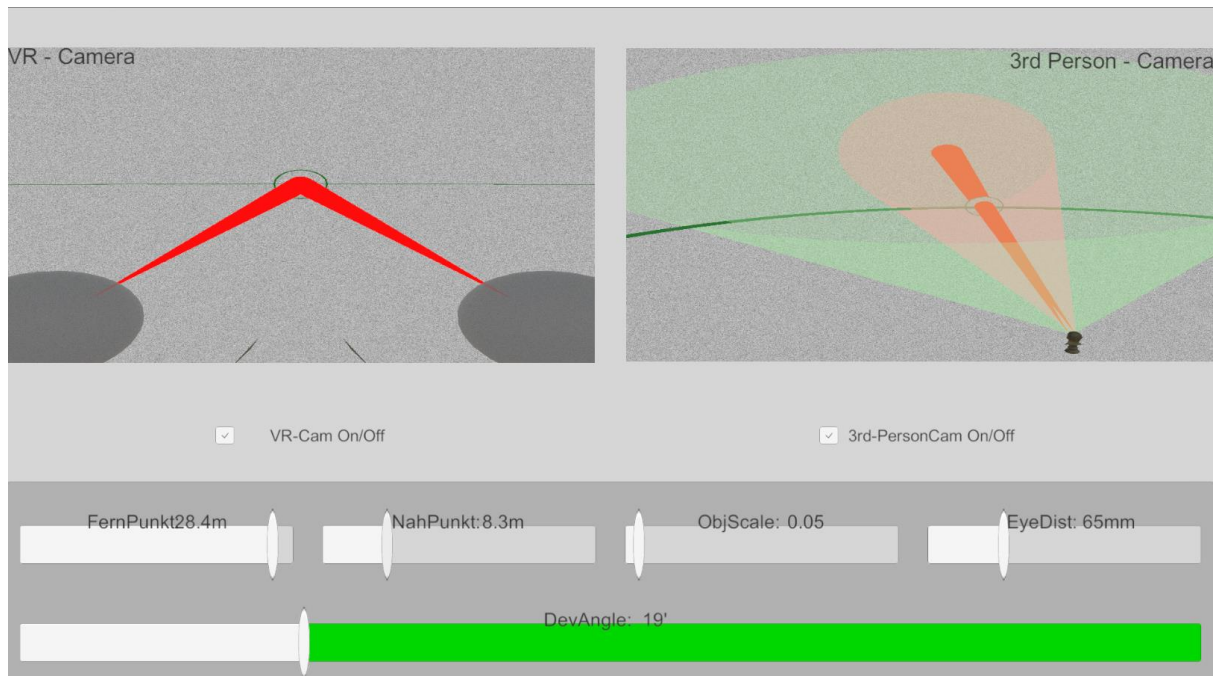 VR - Camera
3rd Person - Camera
VR-Cam On/Off
3rd-PersonCam On/Off
FernPunkt28.4m
NahPunkt:8.3m
ObjScale: 0.05
EyeDist: 65mm
DevAngle: 19'